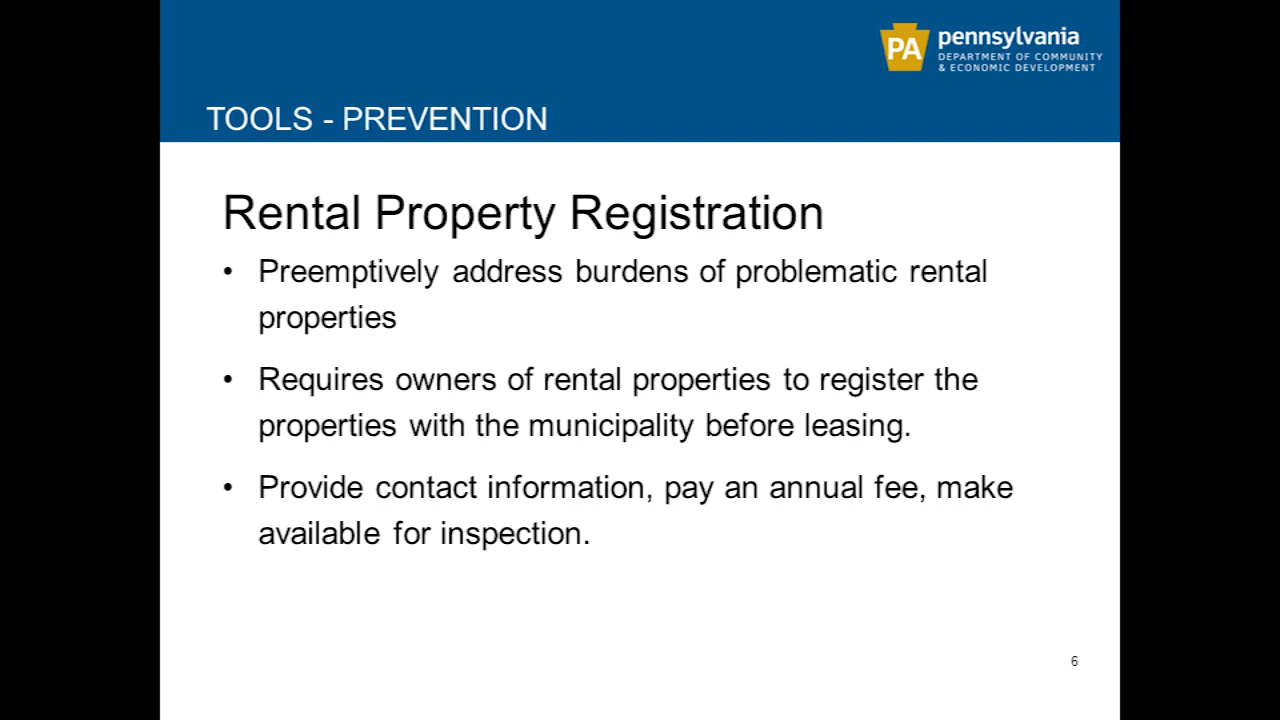 PA pennsylvania
DEPARTMENT OF COMMUNITY
& ECONOMIC DEVELOPMENT
TOOLS - PREVENTION
Rental Property Registration
• Preemptively address burdens of problematic rental
properties
• Requires owners of rental properties to register the
properties with the municipality before leasing.
• Provide contact information, pay an annual fee, make
available for inspection.
6